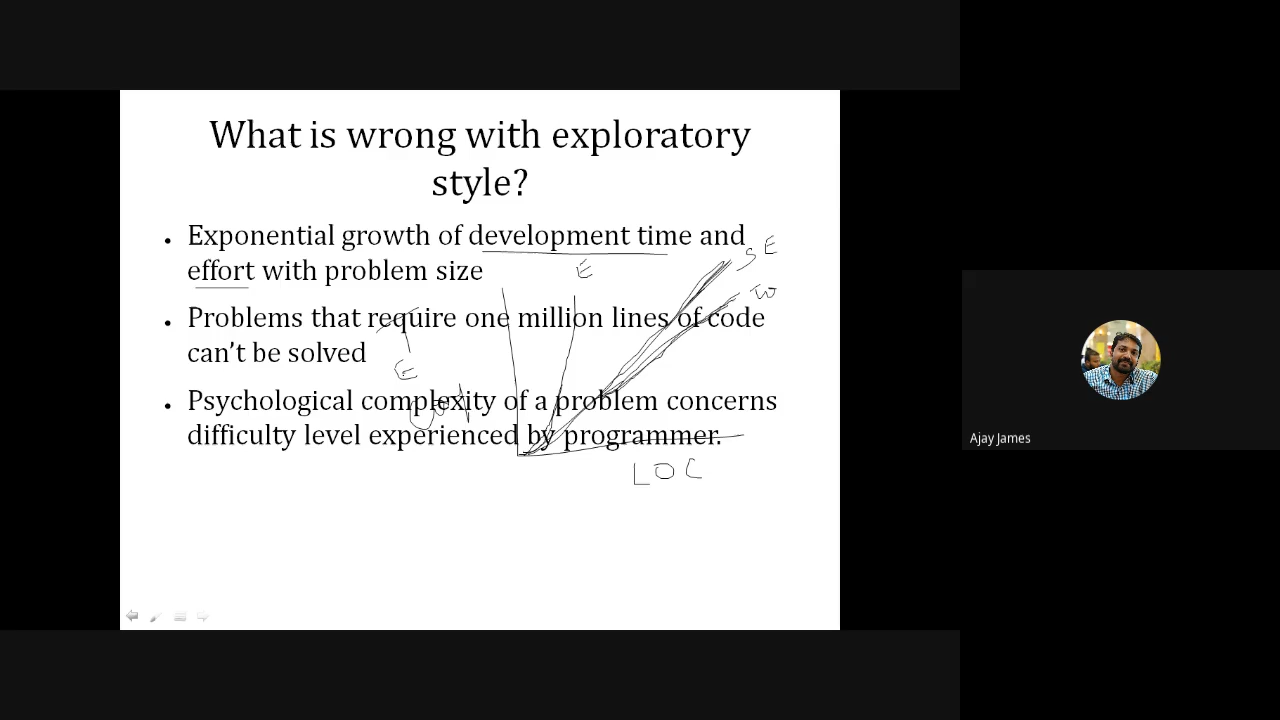 What is wrong with exploratory
style?
• Exponential growth of development time and
effort with problem size
• Problems that require one million lines of code
can't be solved
• Psychological complexity of a problem concerns
difficulty level experienced by programmer.
E
S E
T
E
Cost
L O C
Ajay James